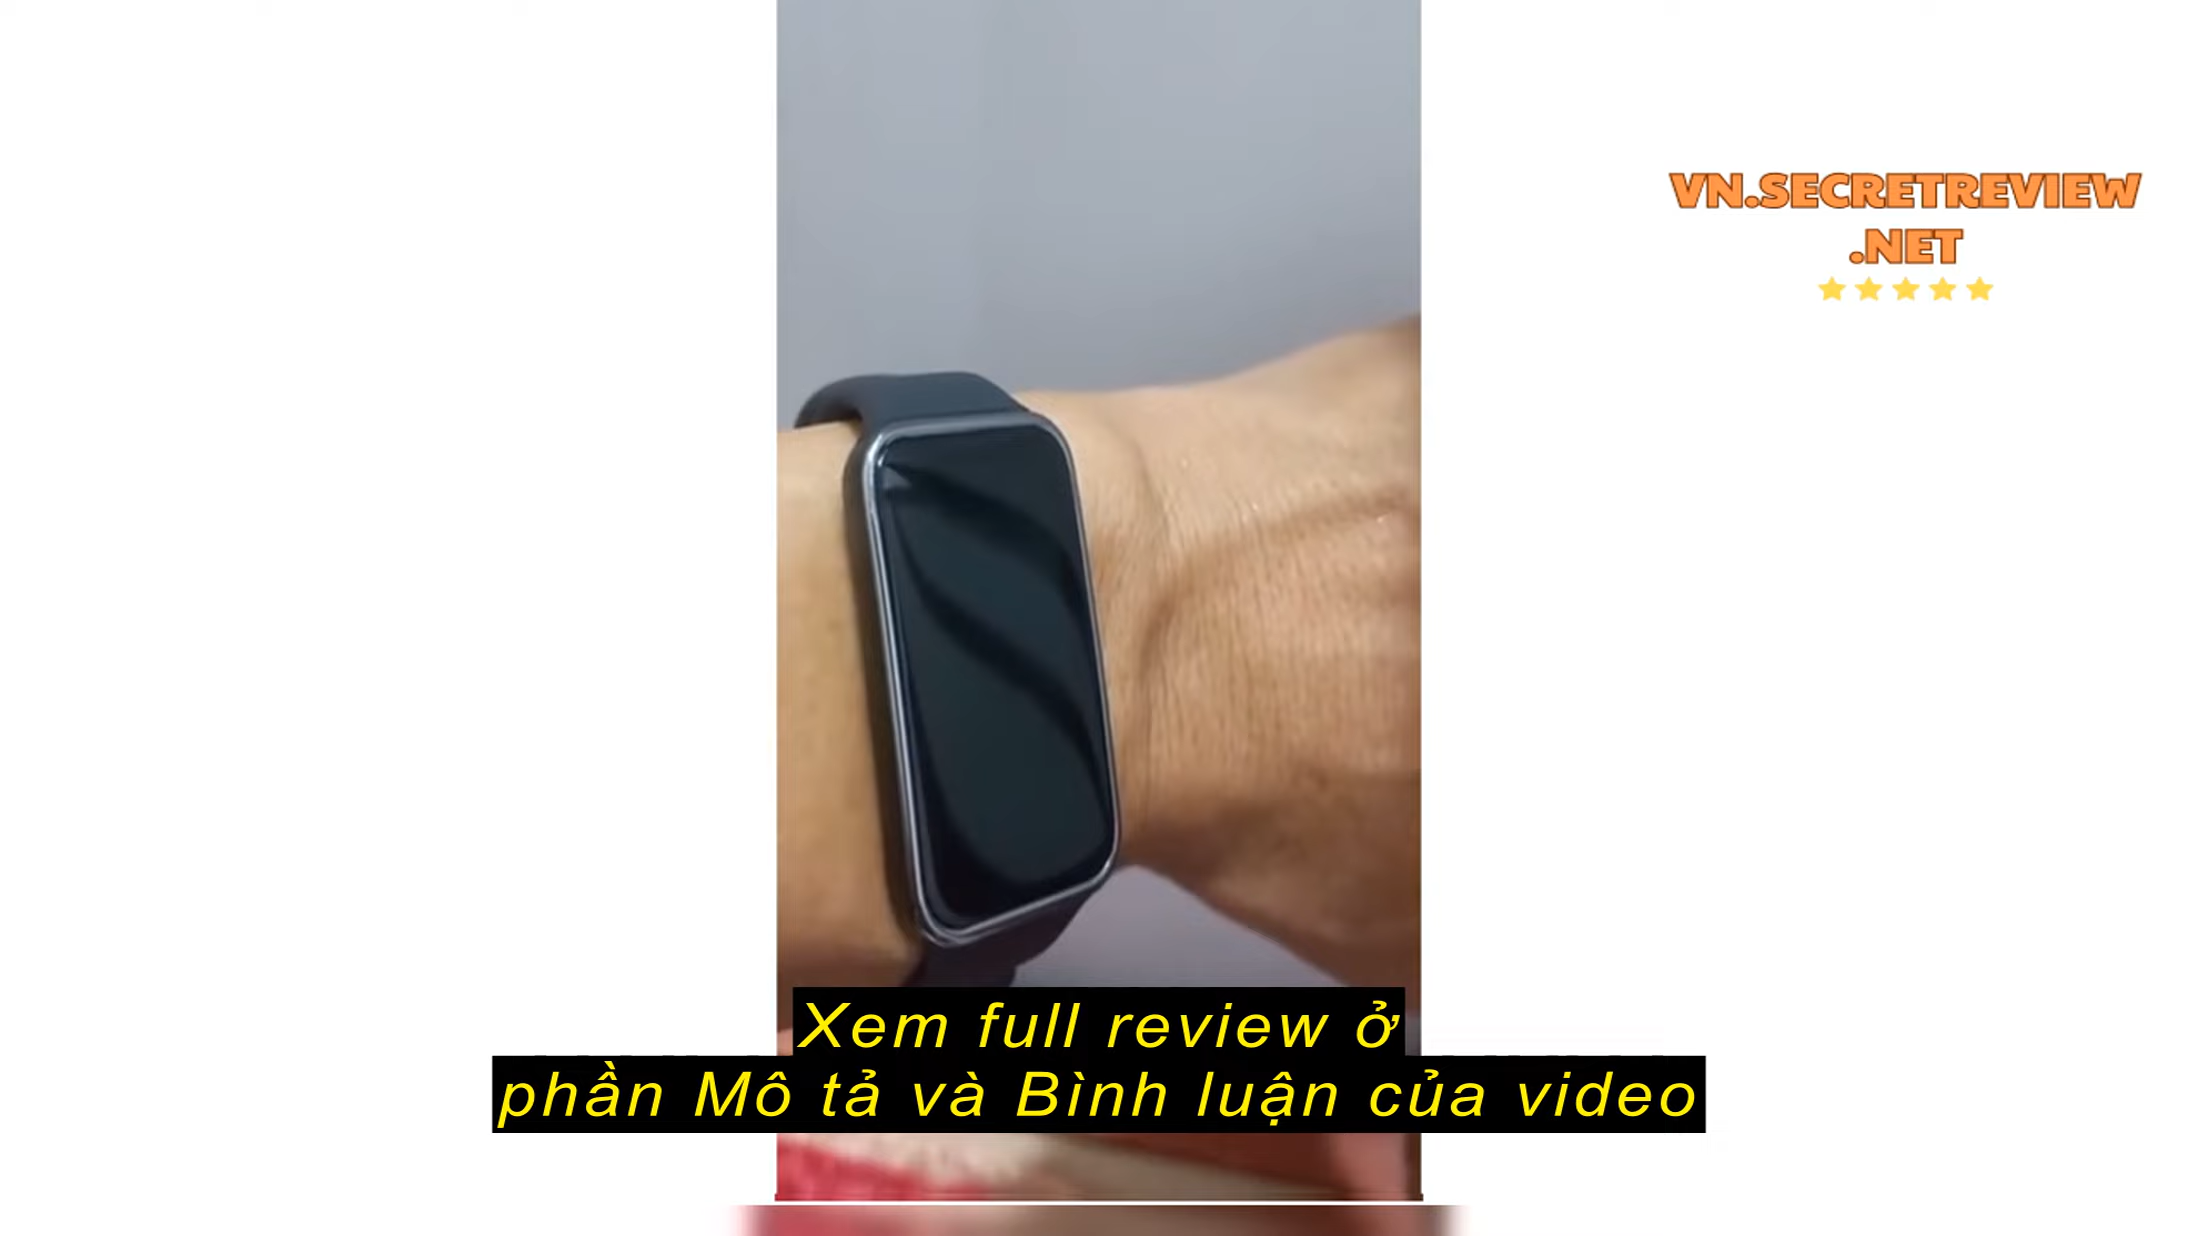 VN.SECRETREVIEW
.NET
Xem full review ở
phần Mô tả và Bình luận của video